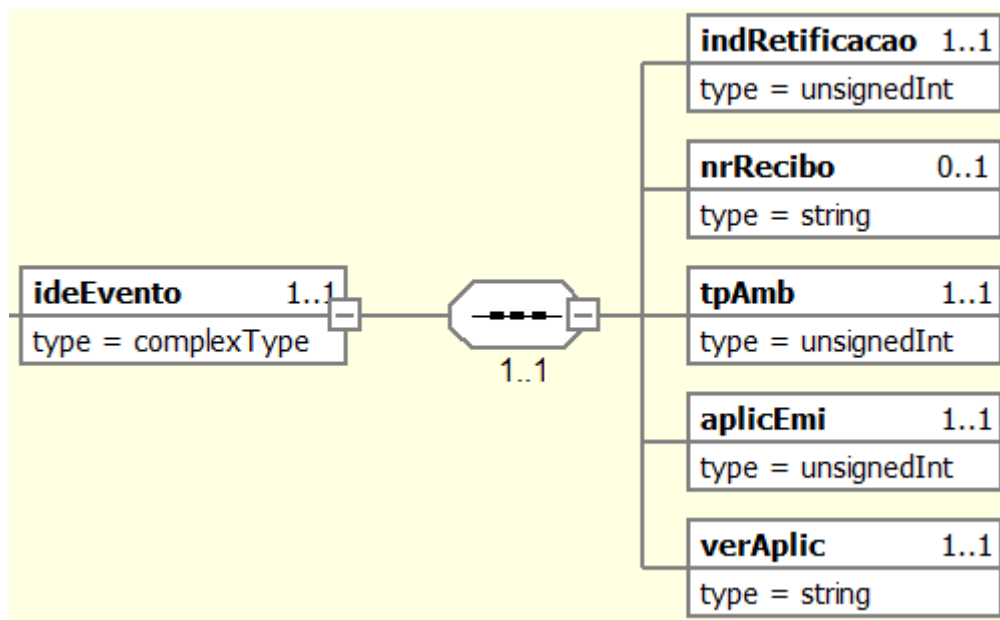 indRetificacao 1..1
type = unsignedInt
nrRecibo 0..1
type = string
ideEvento 1..1
type = complexType
1..1
tpAmb 1..1
type = unsignedInt
aplicEmi 1..1
type = unsignedInt
verAplic 1..1
type = string